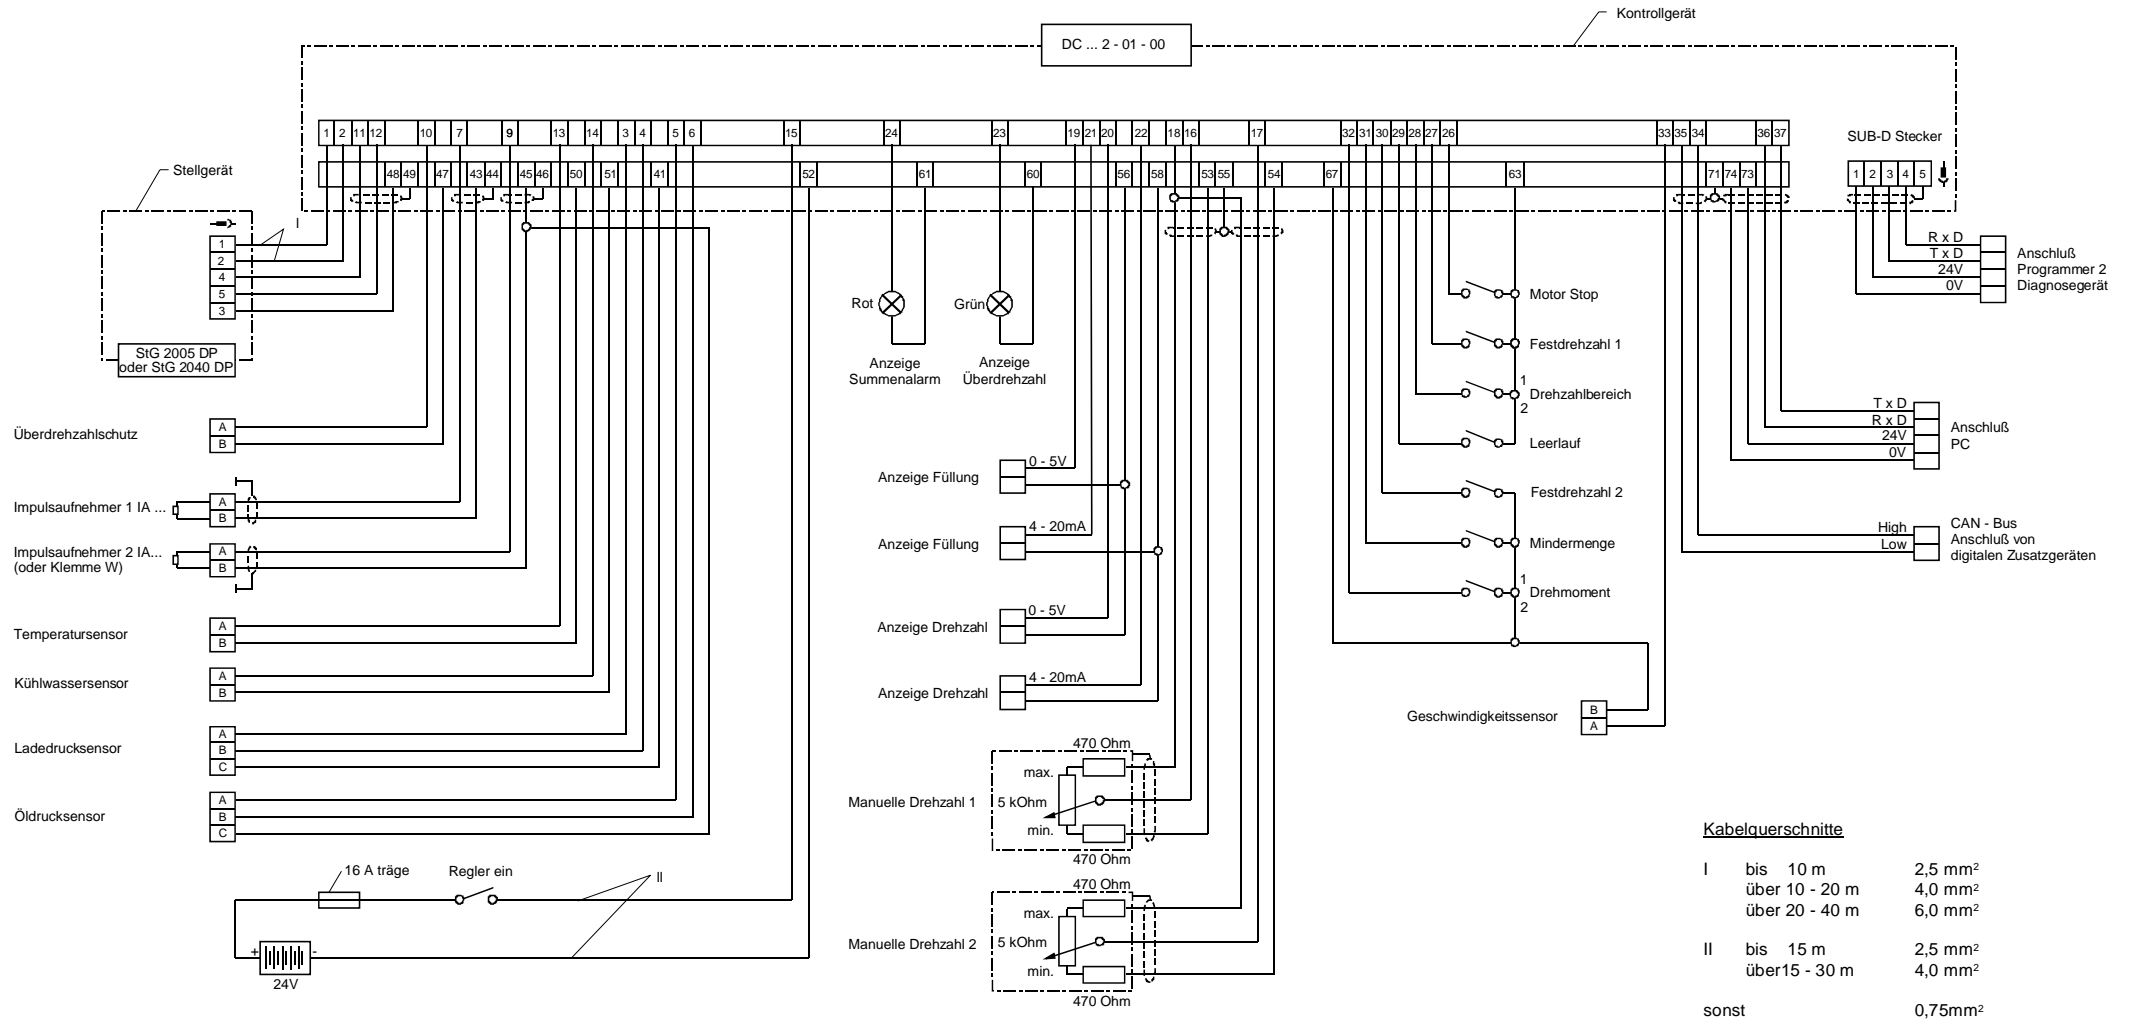 Kontrollgerät
DC ... 2 - 01 - 00
1 2 11 12 10 7 9 13 14 3 4 5 6 15 24 23 19 21 20 22 18 16 17 32 31 30 29 28 27 26 33 35 34 36 37
48 49 47 43 44 45 46 50 51 41 52 61 60 56 58 53 55 54 67 63 71 74 73
SUB-D Stecker
1 2 3 4 5
Stellgerät
I
1
2
4
5
3
StG 2005 DP
oder StG 2040 DP
R x D
T x D
24V
0V
Anschluß
Programmer 2
Diagnosegerät
Rot
Anzeige
Summenalarm
Grün
Anzeige
Überdrehzahl
Motor Stop
Festdrehzahl 1
1
Drehzahlbereich
2
Leerlauf
Festdrehzahl 2
Mindermenge
1
Drehmoment
2
T x D
R x D
24V
0V
Anschluß
PC
High
Low
CAN - Bus
Anschluß von
digitalen Zusatzgeräten
Überdrehzahlschutz
A
B
Impulsaufnehmer 1 IA ...
A
B
Impulsaufnehmer 2 IA...
(oder Klemme W)
A
B
Temperatursensor
A
B
Kühlwassersensor
A
B
Ladedrucksensor
A
B
C
Öldrucksensor
A
B
C
Anzeige Füllung
0 - 5V
Anzeige Füllung
4 - 20mA
Anzeige Drehzahl
0 - 5V
Anzeige Drehzahl
4 - 20mA
Geschwindigkeitssensor
B
A
470 Ohm
max.
Manuelle Drehzahl 1
5 kOhm
min.
470 Ohm
470 Ohm
max.
Manuelle Drehzahl 2
5 kOhm
min.
470 Ohm
16 A träge
Regler ein
II
+
-
24V
Kabelquerschnitte
I bis 10 m 2,5 mm²
über 10 - 20 m 4,0 mm²
über 20 - 40 m 6,0 mm²
II bis 15 m 2,5 mm²
über15 - 30 m 4,0 mm²
sonst 0,75mm²